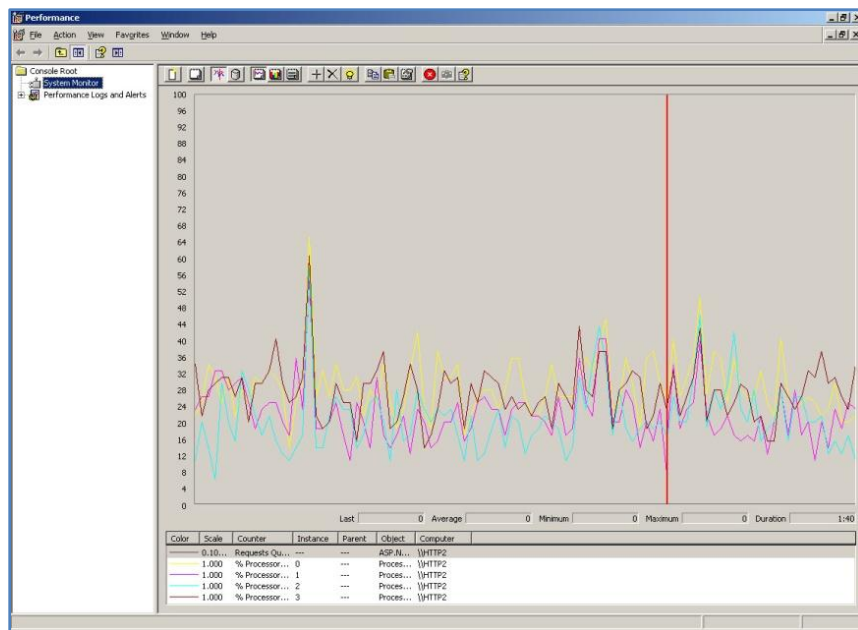 Performance
File Action View Favorites Window Help
Console Root
System Monitor
Performance Logs and Alerts
100
96
92
88
84
80
76
72
68
64
60
56
52
48
44
40
36
32
28
24
20
16
12
8
4
0
Last 0 Average 0 Minimum 0 Maximum 0 Duration 1:40
Color Scale Counter Instance Parent Object Computer
0.10... Requests Qu... --- --- ASP.N... \\HTTP2
1.000 % Processor... 0 --- Proces... \\HTTP2
1.000 % Processor... 1 --- Proces... \\HTTP2
1.000 % Processor... 2 --- Proces... \\HTTP2
1.000 % Processor... 3 --- Proces... \\HTTP2